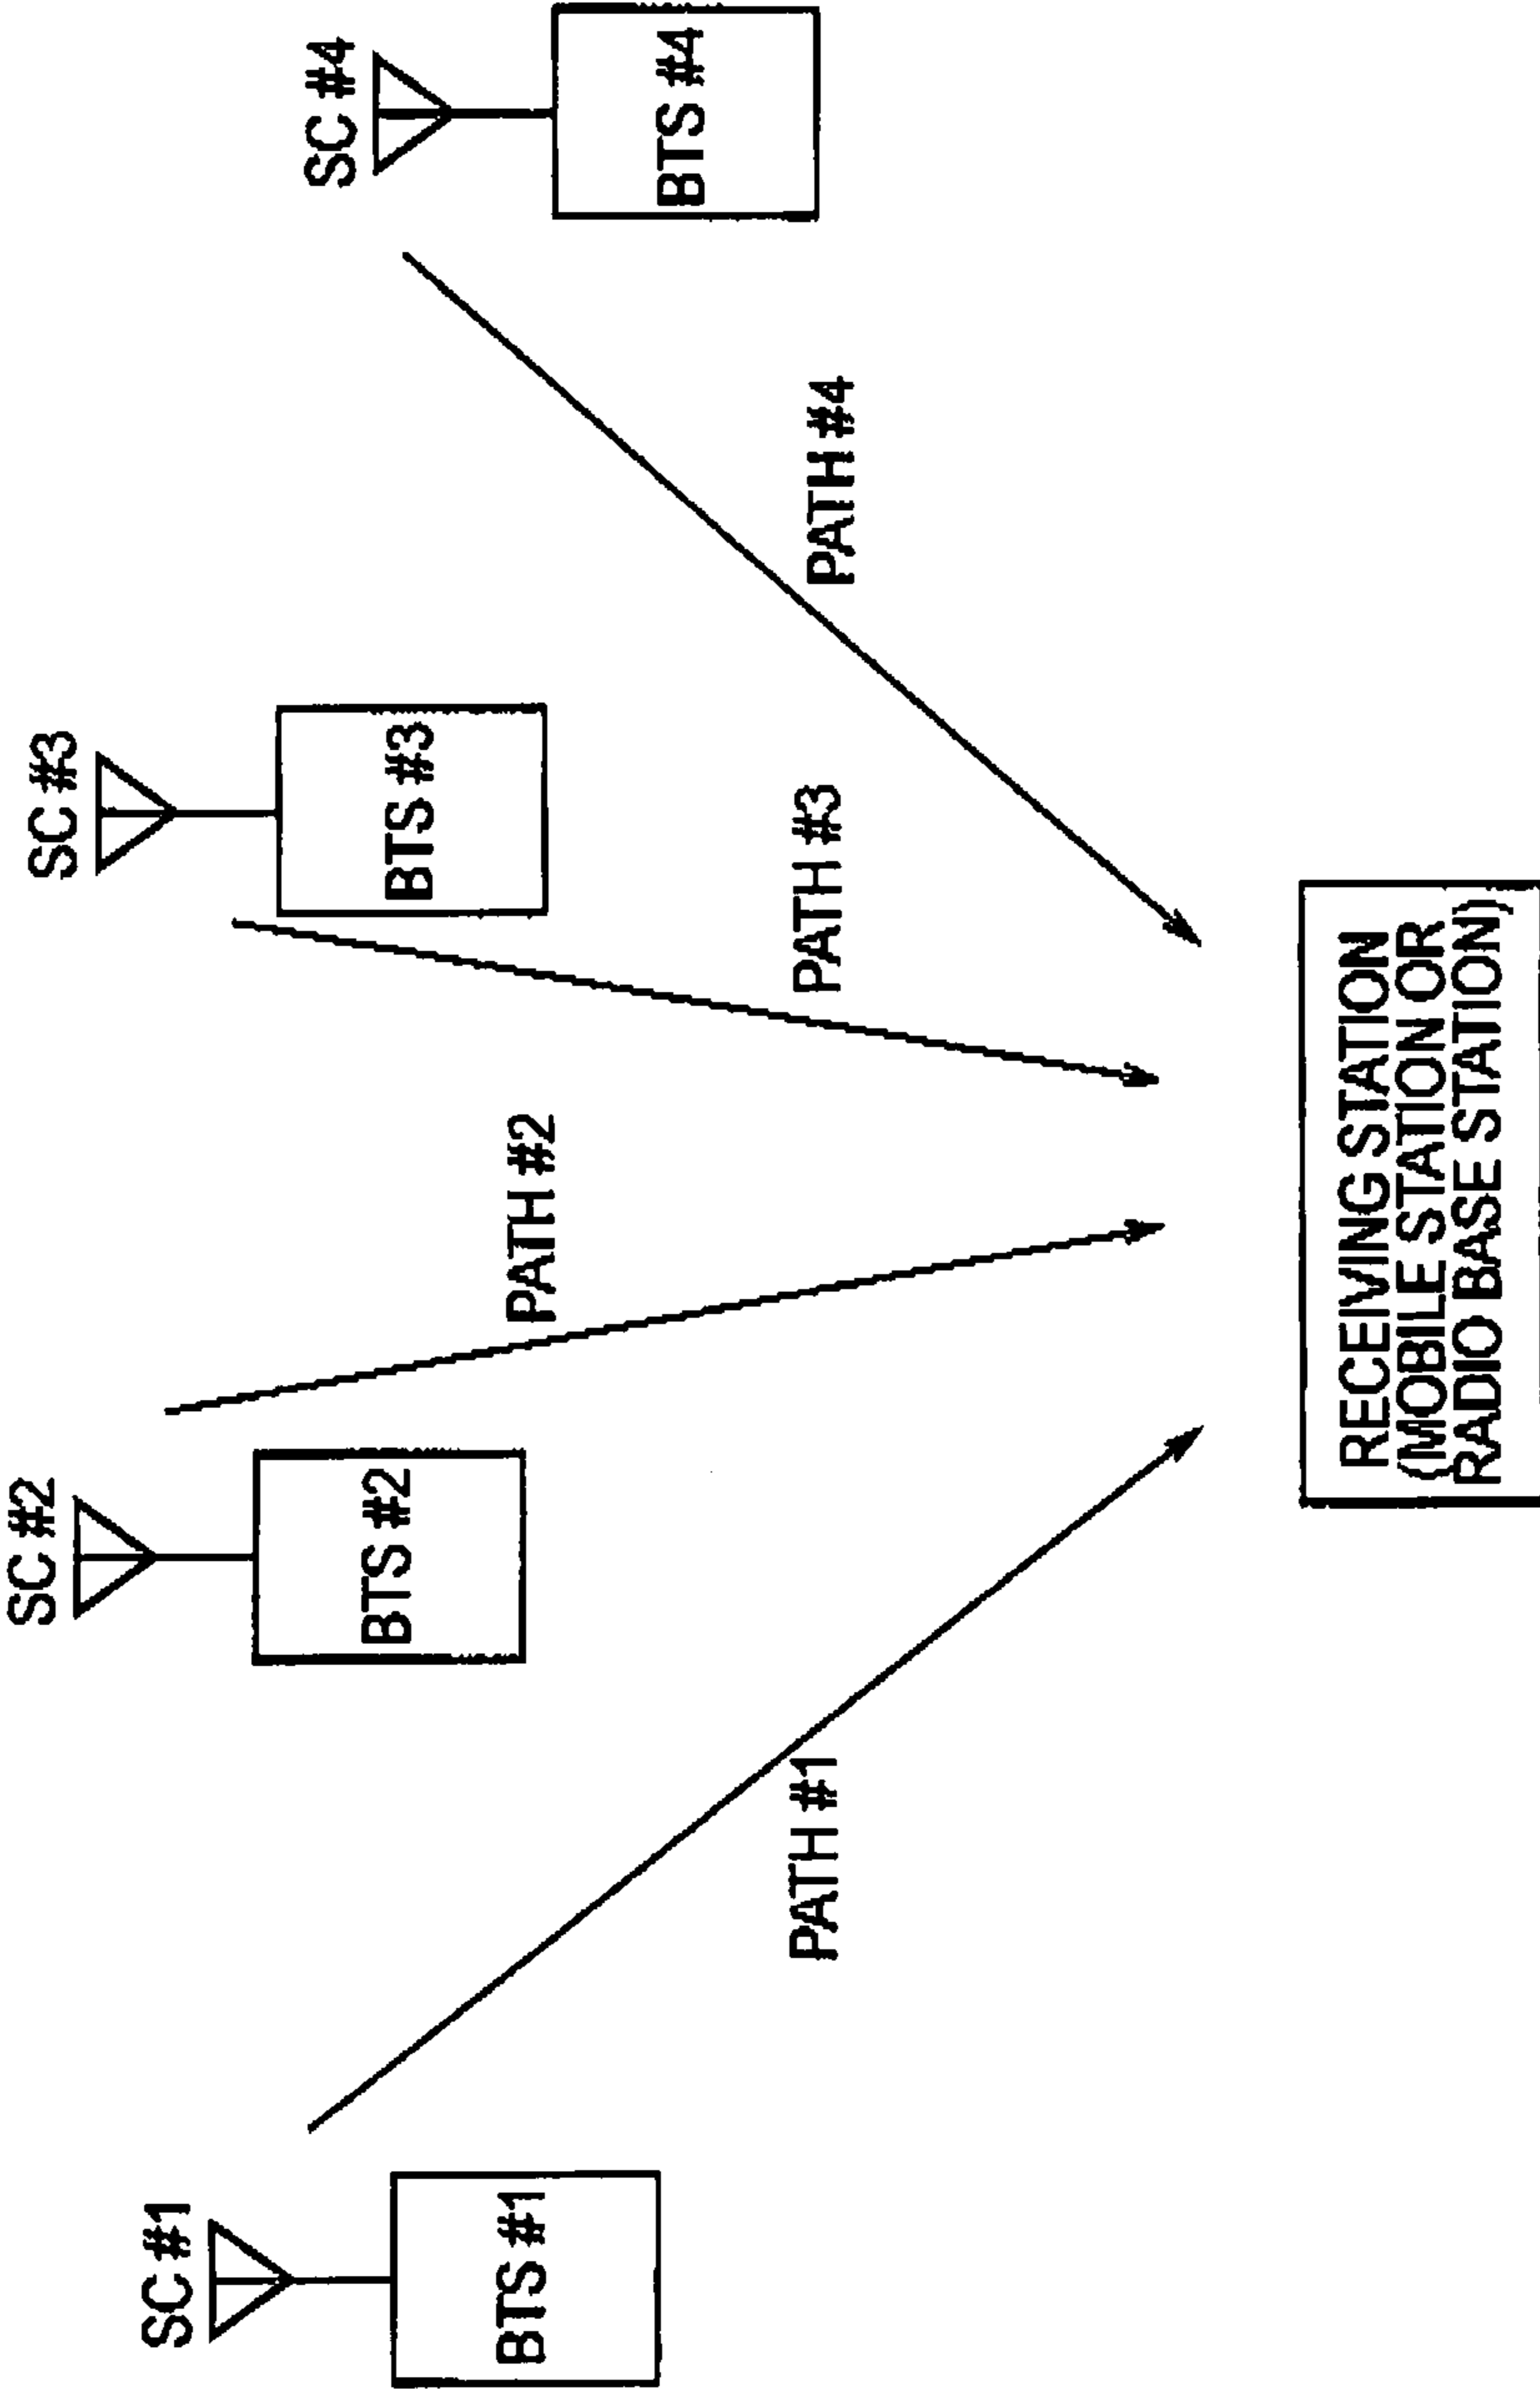 SC #1
BTS #1
SC #2
BTS #2
SC #3
BTS #3
SC #4
BTS #4
PATH #1
PATH #2
PATH #3
PATH #4
RECEIVING STATION
(MOBILE STATION OR
RADIO BASE STATION)